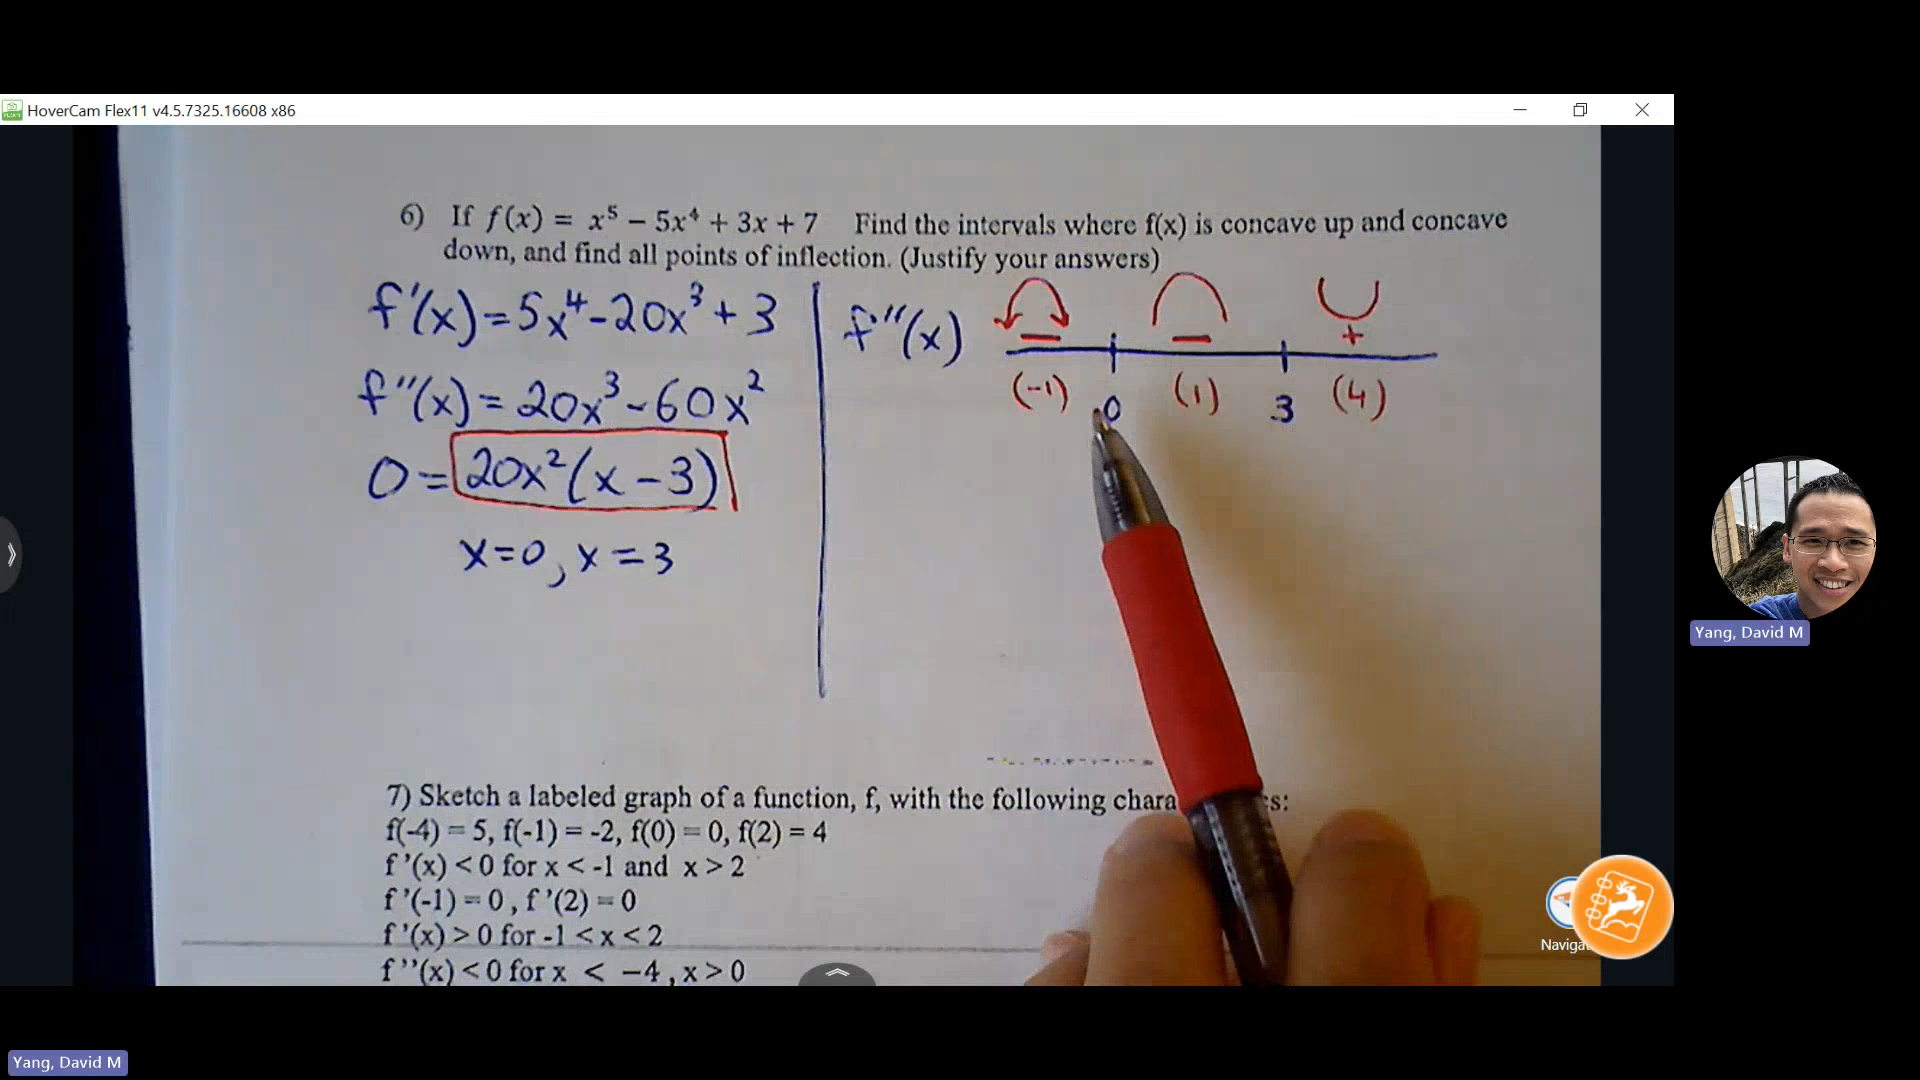 HoverCam Flex11 v4.5.7325.16608 x86
6) If f(x) = x⁵ − 5x⁴ + 3x + 7 Find the intervals where f(x) is concave up and concave
down, and find all points of inflection. (Justify your answers)
f'(x) = 5x⁴ - 20x³ + 3
f''(x) = 20x³ - 60x²
0 = 20x²(x - 3)
x = 0, x = 3
f''(x)
− − +
(-1) 0 (1) 3 (4)
7) Sketch a labeled graph of a function, f, with the following chara
s:
f(-4) = 5, f(-1) = -2, f(0) = 0, f(2) = 4
f '(x) < 0 for x < -1 and x > 2
f '(-1) = 0 , f '(2) = 0
f '(x) > 0 for -1 < x < 2
f ''(x) < 0 for x < −4 , x > 0
Naviga
Yang, David M
Yang, David M